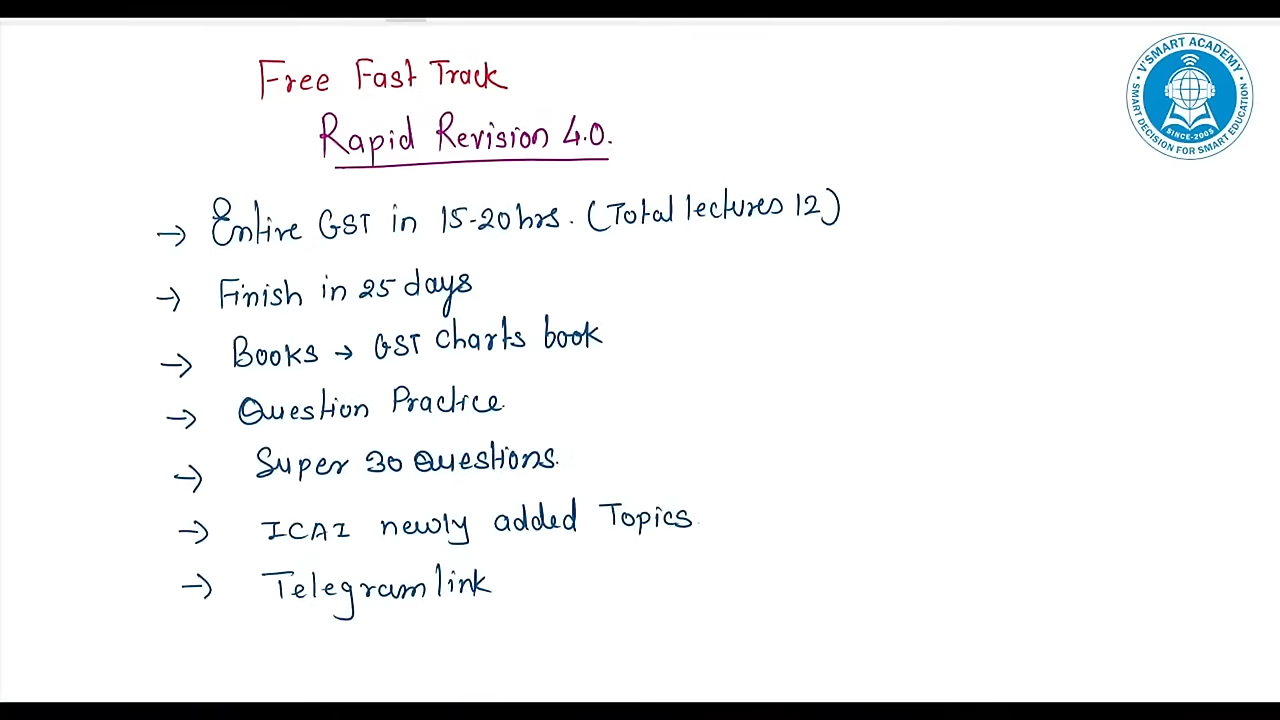 Free Fast Track
Rapid Revision 4.0.
→ Entire GST in 15-20 hrs. (Total lectures 12)
→ Finish in 25 days
→ Books → GST Charts book
→ Question Practice.
→ Super 30 Questions.
→ ICAI newly added Topics.
→ Telegram link
V'SMART ACADEMY
SINCE-2005
SMART DECISION FOR SMART EDUCATION